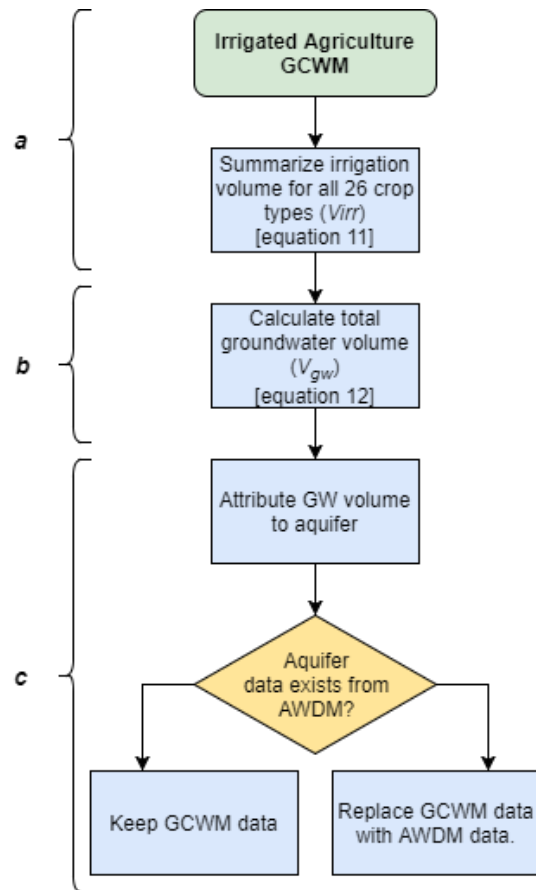 Irrigated Agriculture
GCWM
a
Summarize irrigation
volume for all 26 crop
types (Virr)
[equation 11]
b
Calculate total
groundwater volume
(Vgw)
[equation 12]
Attribute GW volume
to aquifer
c
Aquifer
data exists from
AWDM?
Keep GCWM data
Replace GCWM data
with AWDM data.